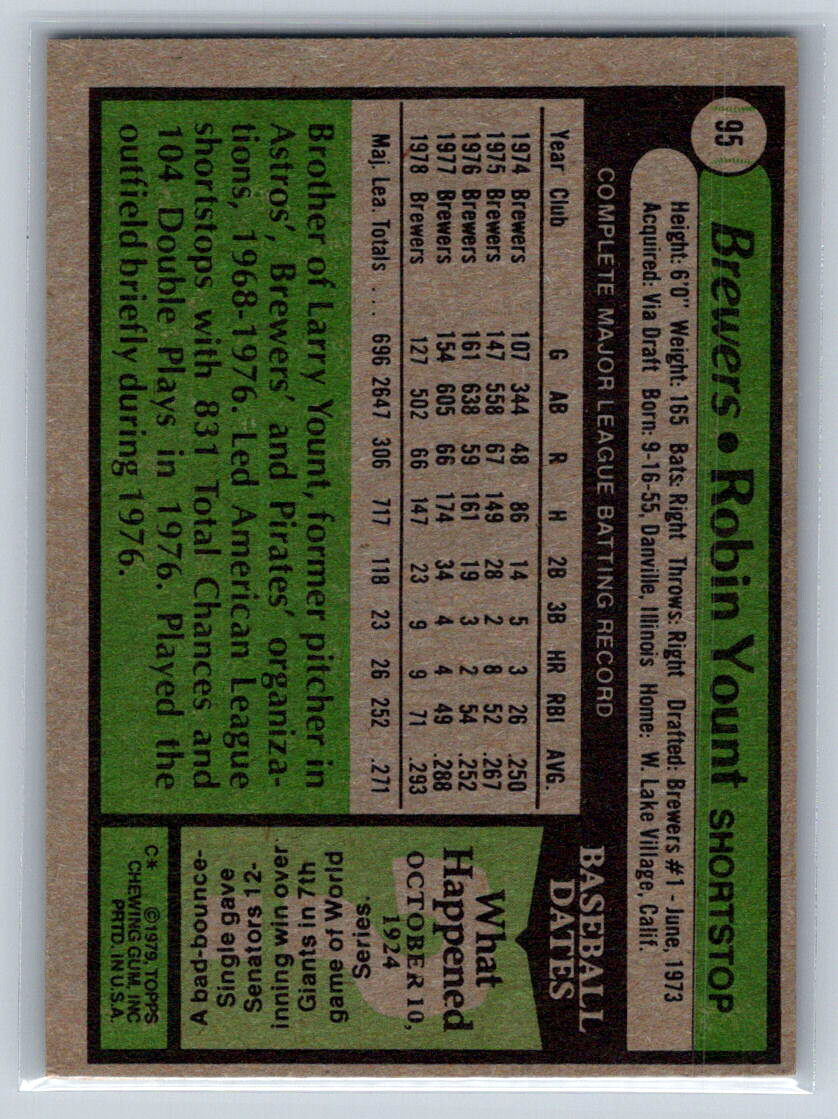 95
Brewers • Robin Yount SHORTSTOP
Height: 6'0" Weight: 165 Bats: Right Throws: Right Drafted: Brewers #1 - June, 1973
Acquired: Via Draft Born: 9-16-55, Danville, Illinois Home: W. Lake Village, Calif.
COMPLETE MAJOR LEAGUE BATTING RECORD
Year Club G AB R H 2B 3B HR RBI AVG.
1974 Brewers 107 344 48 86 14 5 3 26 .250
1975 Brewers 147 558 67 149 28 2 8 52 .267
1976 Brewers 161 638 59 161 19 3 2 54 .252
1977 Brewers 154 605 66 174 34 4 4 49 .288
1978 Brewers 127 502 66 147 23 9 9 71 .293
Maj. Lea. Totals . . . . 696 2647 306 717 118 23 26 252 .271
Brother of Larry Yount, former pitcher in
Astros', Brewers' and Pirates' organiza-
tions, 1968-1976. Led American League
shortstops with 831 Total Chances and
104 Double Plays in 1976. Played the
outfield briefly during 1976.
BASEBALL
DATES
What
Happened
OCTOBER 10,
1924
A bad-bounce-
Single gave
Senators 12-
inning win over
Giants in 7th
game of World
Series.
C* ©1979, TOPPS
CHEWING GUM, INC
PRTD. IN U.S.A.